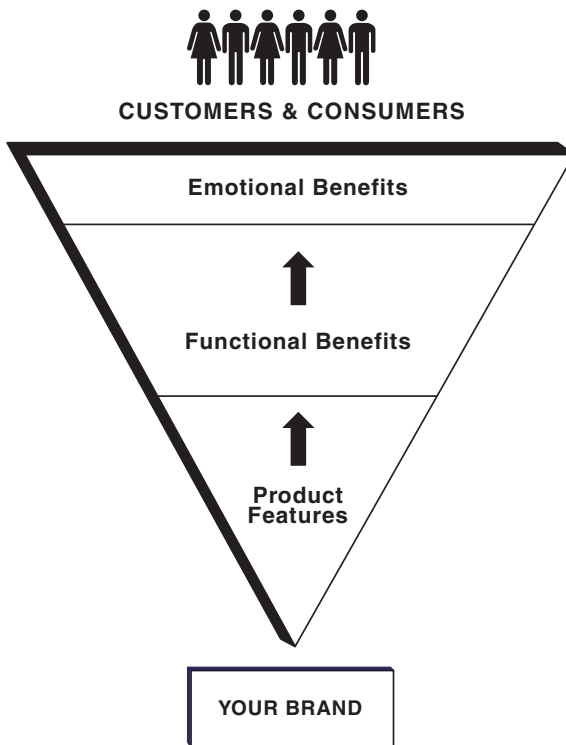 CUSTOMERS & CONSUMERS
Emotional Benefits
Functional Benefits
Product
Features
YOUR BRAND